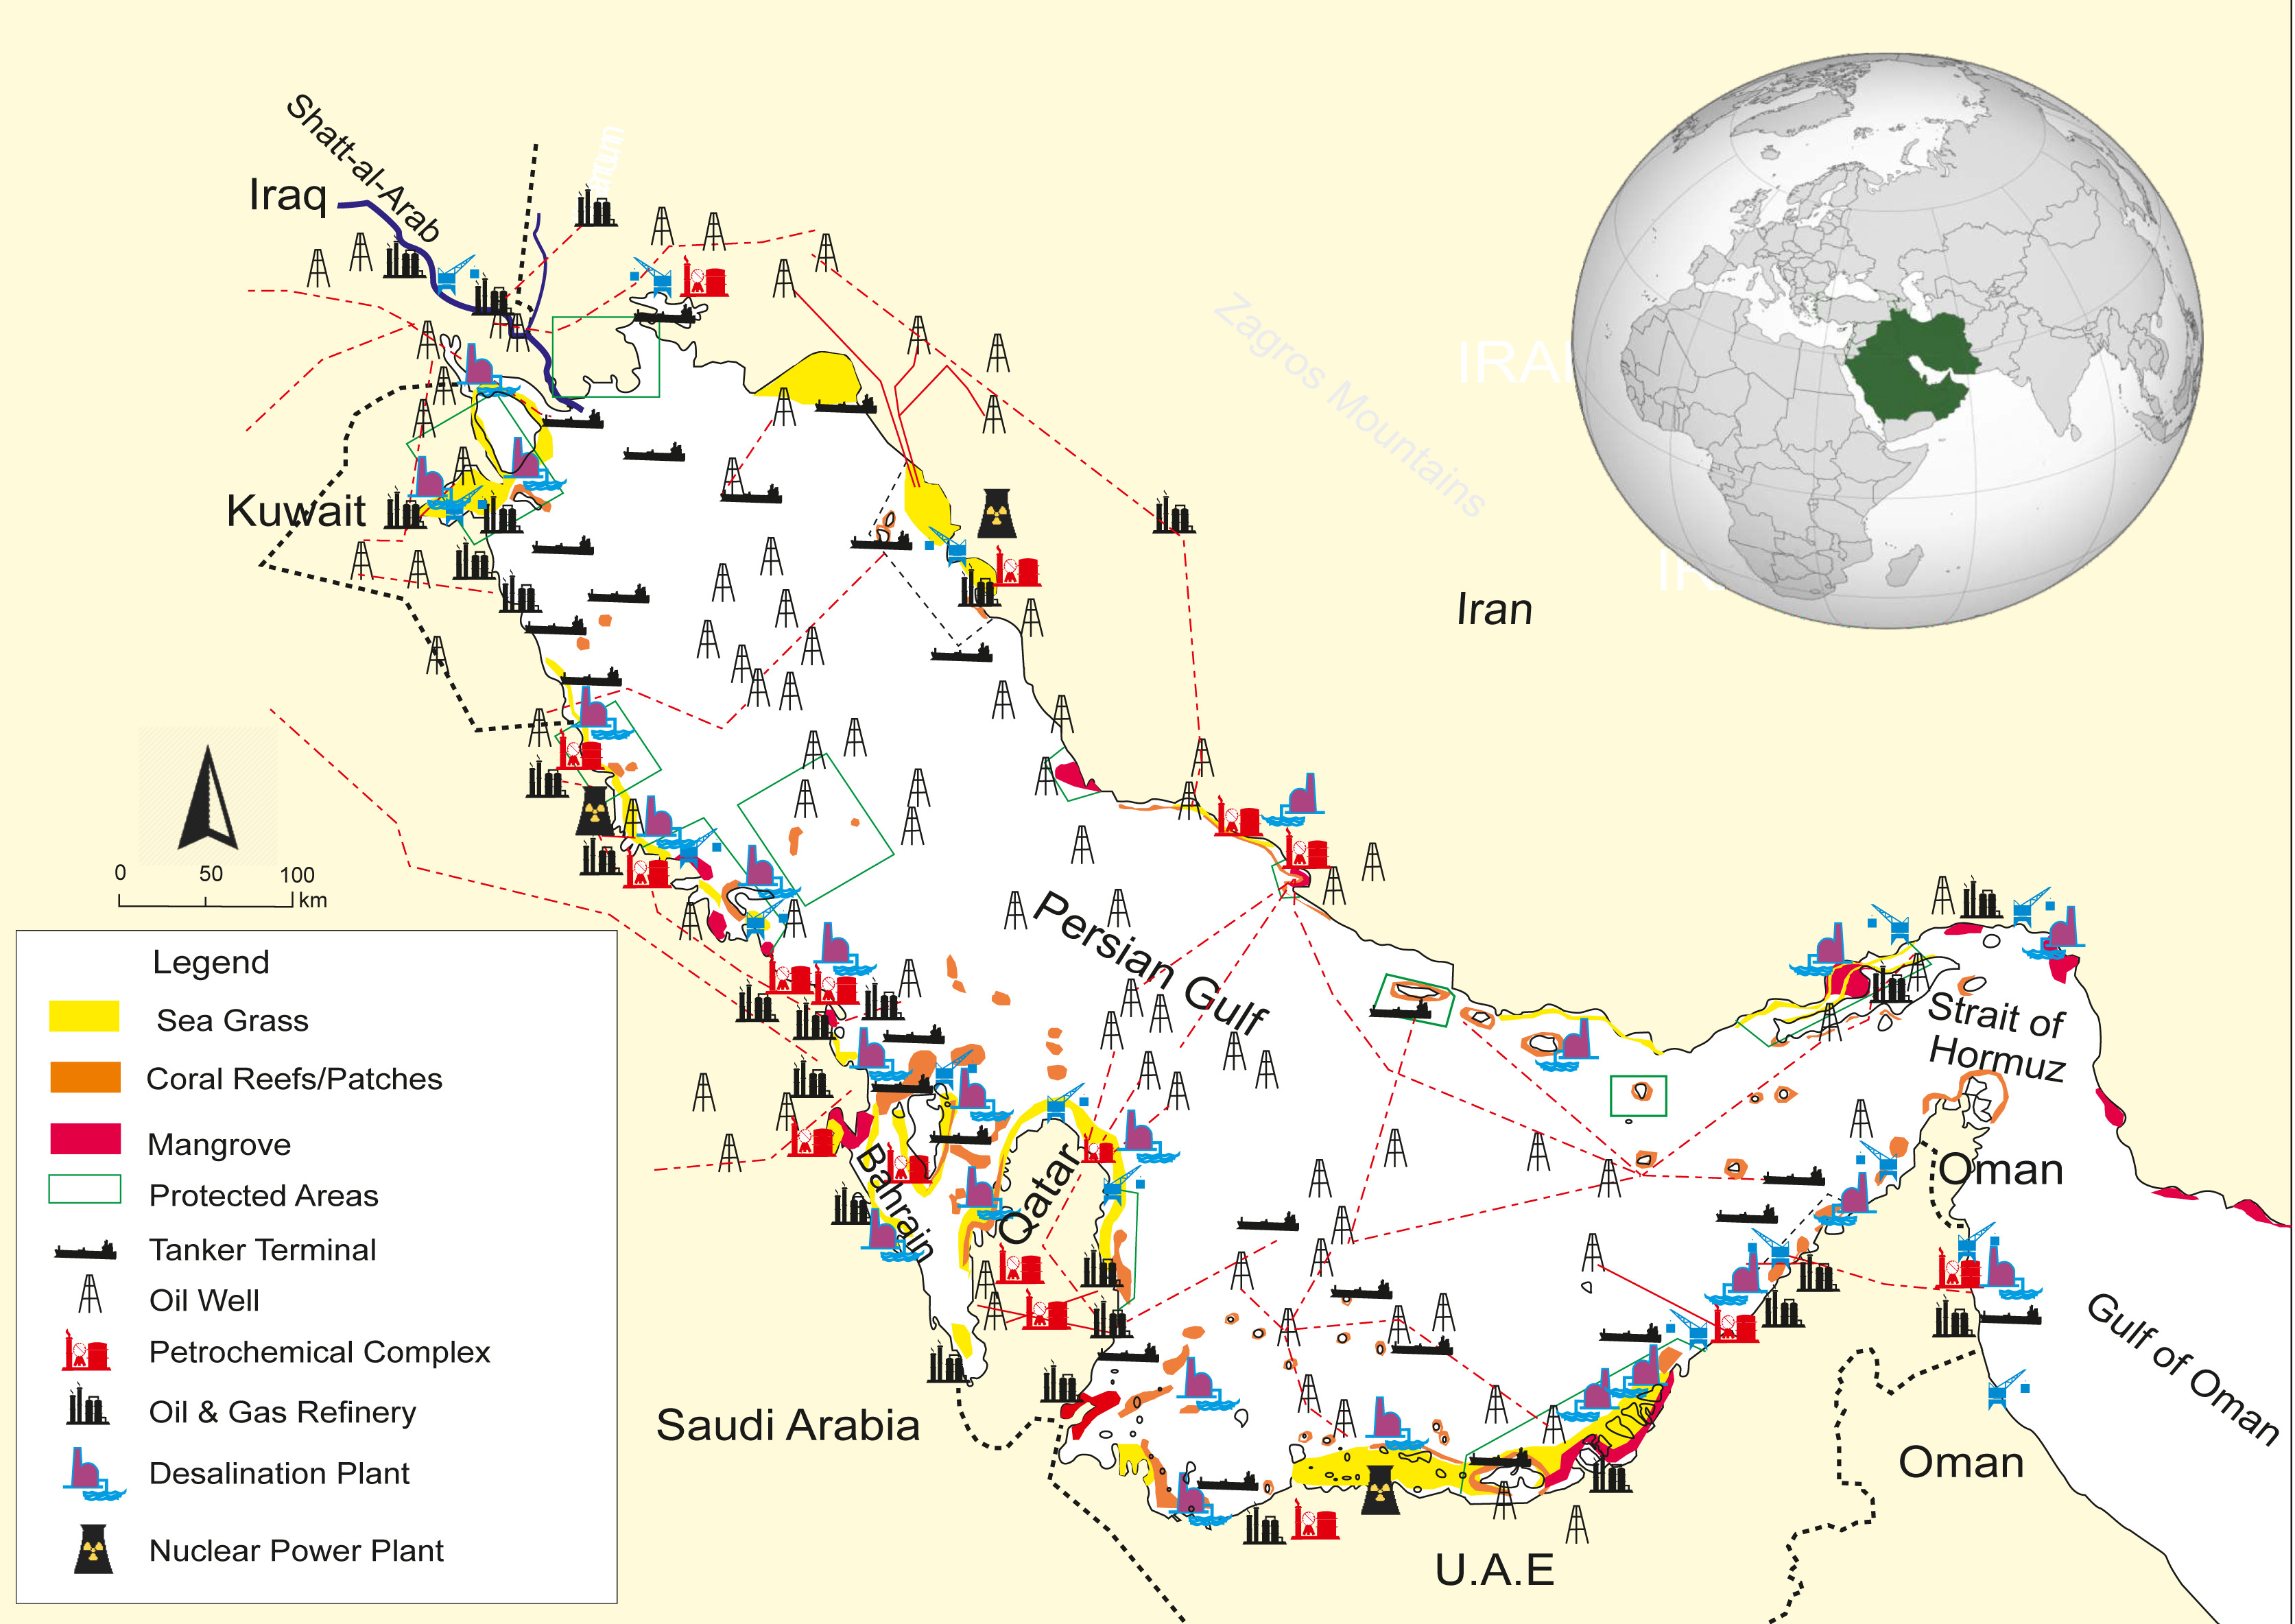 Shatt-al-Arab
Iraq
Zagros Mountains
Kuwait
Iran
0 50 100
km
Persian Gulf
Strait of
Hormuz
Legend
Sea Grass
Coral Reefs/Patches
Mangrove
Protected Areas
Tanker Terminal
Oil Well
Petrochemical Complex
Oil & Gas Refinery
Desalination Plant
Nuclear Power Plant
Bahrain
Qatar
Oman
Gulf of Oman
Saudi Arabia
Oman
U.A.E